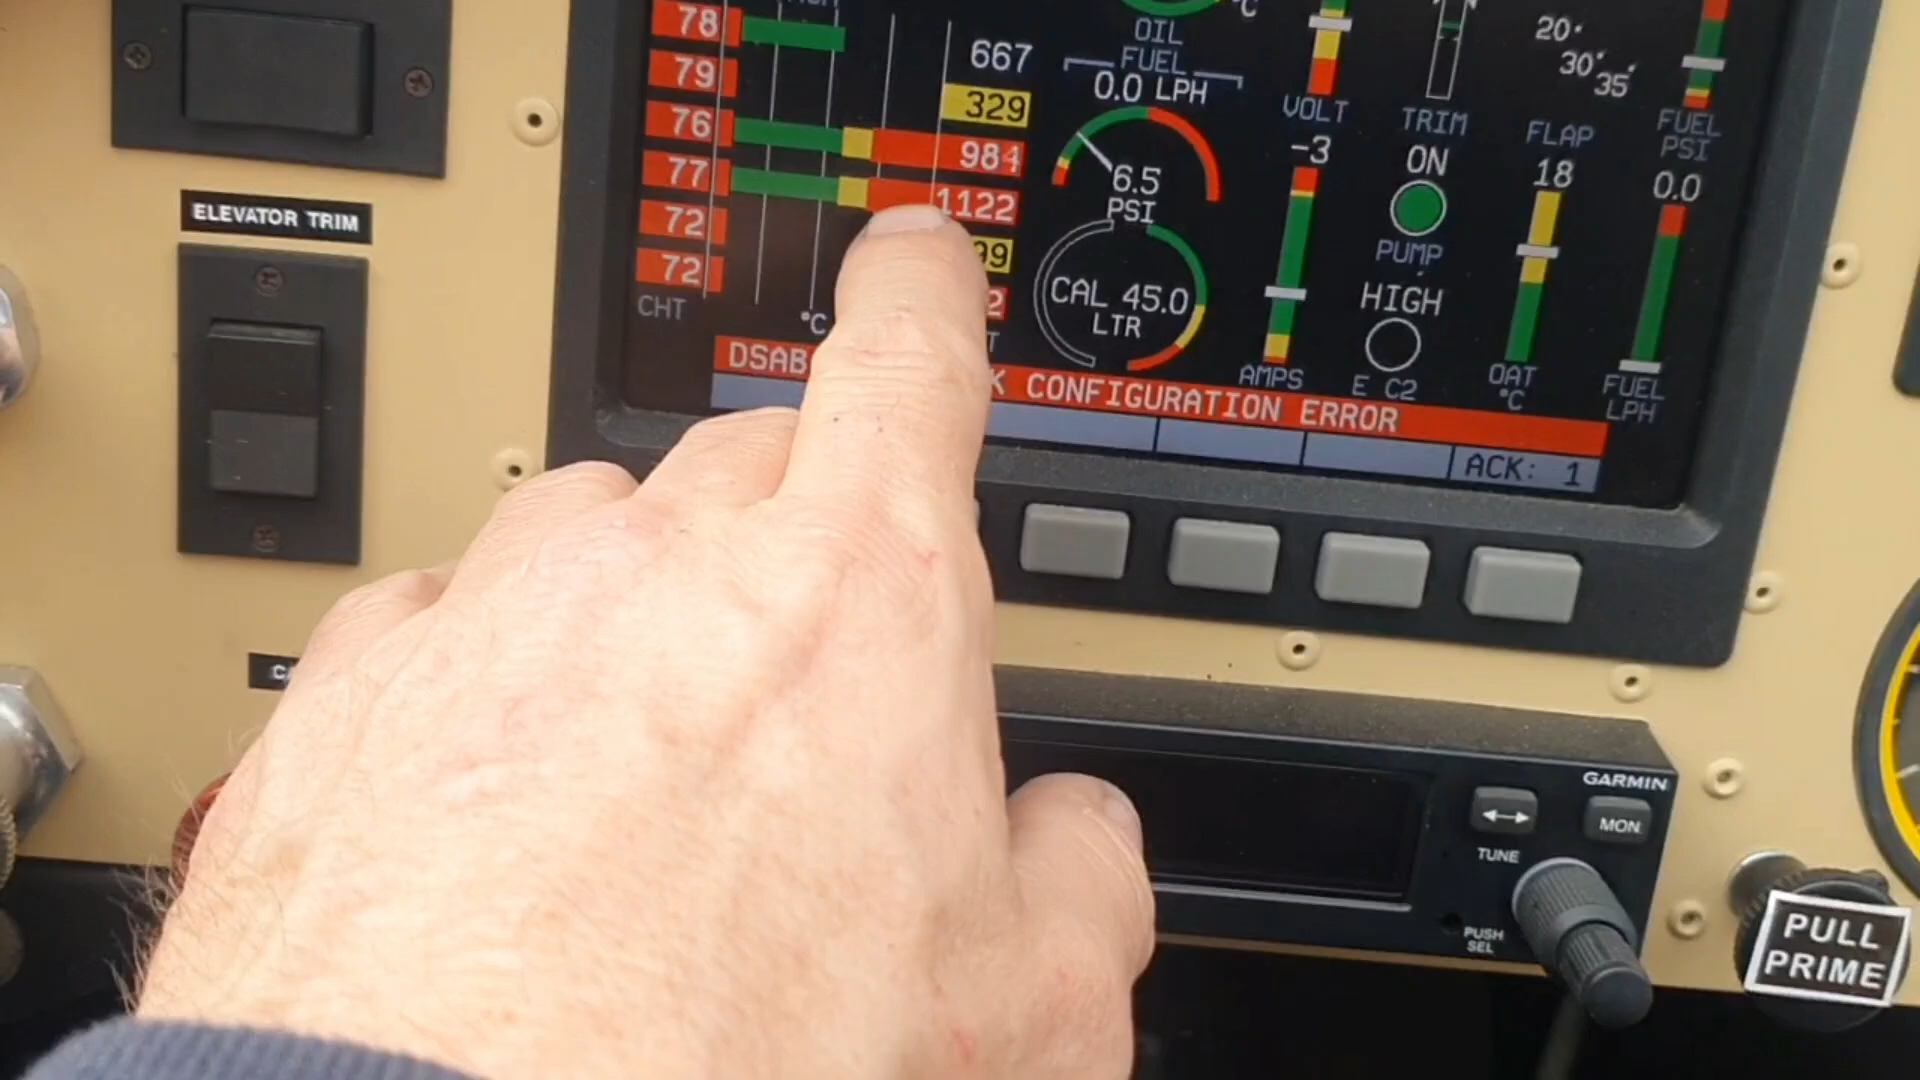 78
79
76
77
72
72
CHT
°C
667
329
984
1122
99
2
T
°C
OIL
FUEL
0.0 LPH
6.5
PSI
CAL 45.0
LTR
VOLT
-3
AMPS
TRIM
ON
PUMP
HIGH
E C2
20°
30°
35°
FLAP
18
OAT
°C
FUEL
PSI
0.0
FUEL
LPH
DSAB K CONFIGURATION ERROR
ACK: 1
ELEVATOR TRIM
GARMIN
MON
TUNE
PUSH
SEL
PULL
PRIME